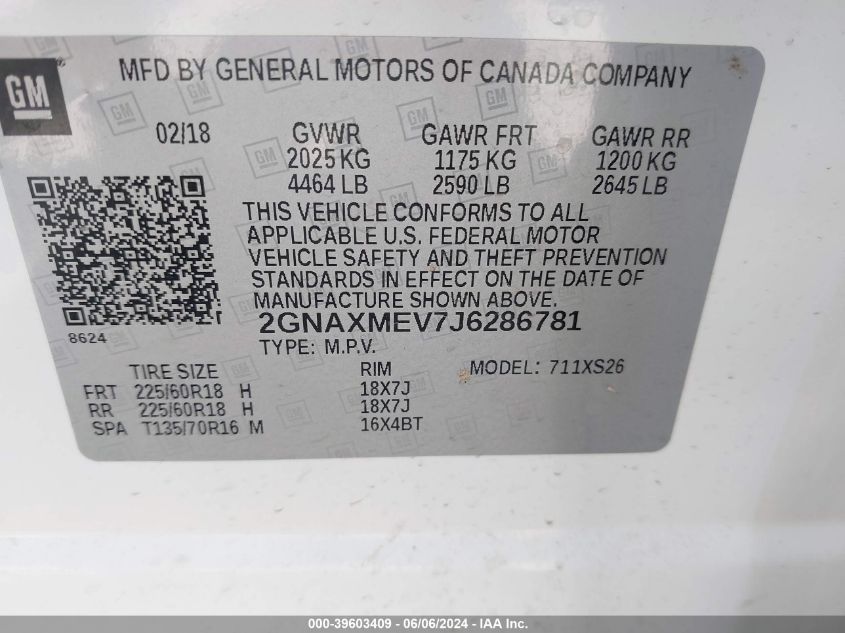 GM
MFD BY GENERAL MOTORS OF CANADA COMPANY
02/18 GVWR GAWR FRT GAWR RR
2025 KG 1175 KG 1200 KG
4464 LB 2590 LB 2645 LB
THIS VEHICLE CONFORMS TO ALL
APPLICABLE U.S. FEDERAL MOTOR
VEHICLE SAFETY AND THEFT PREVENTION
STANDARDS IN EFFECT ON THE DATE OF
MANUFACTURE SHOWN ABOVE.
2GNAXMEV7J6286781
8624
TYPE: M.P.V.
TIRE SIZE RIM MODEL: 711XS26
FRT 225/60R18 H 18X7J
RR 225/60R18 H 18X7J
SPA T135/70R16 M 16X4BT
000-39603409 - 06/06/2024 - IAA Inc.